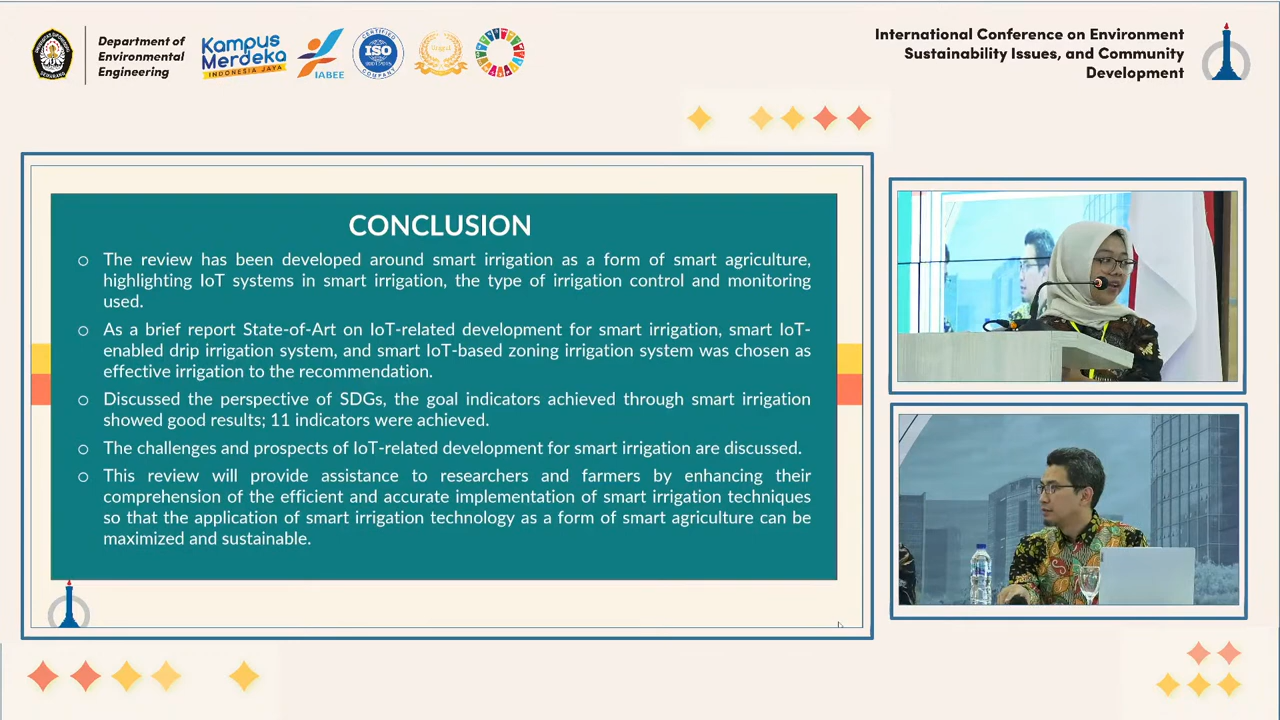 Department of
Environmental
Engineering
Kampus
Merdeka
INDONESIA JAYA
IABEE
CERTIFIED
ISO
COMPANY
International Conference on Environment
Sustainability Issues, and Community
Development
CONCLUSION
○ The review has been developed around smart irrigation as a form of smart agriculture,
highlighting IoT systems in smart irrigation, the type of irrigation control and monitoring
used.
○ As a brief report State-of-Art on IoT-related development for smart irrigation, smart IoT-
enabled drip irrigation system, and smart IoT-based zoning irrigation system was chosen as
effective irrigation to the recommendation.
○ Discussed the perspective of SDGs, the goal indicators achieved through smart irrigation
showed good results; 11 indicators were achieved.
○ The challenges and prospects of IoT-related development for smart irrigation are discussed.
○ This review will provide assistance to researchers and farmers by enhancing their
comprehension of the efficient and accurate implementation of smart irrigation techniques
so that the application of smart irrigation technology as a form of smart agriculture can be
maximized and sustainable.